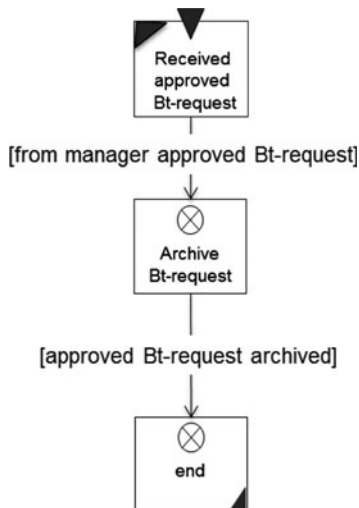 Received
approved
Bt-request
[from manager approved Bt-request]
Archive
Bt-request
[approved Bt-request archived]
end